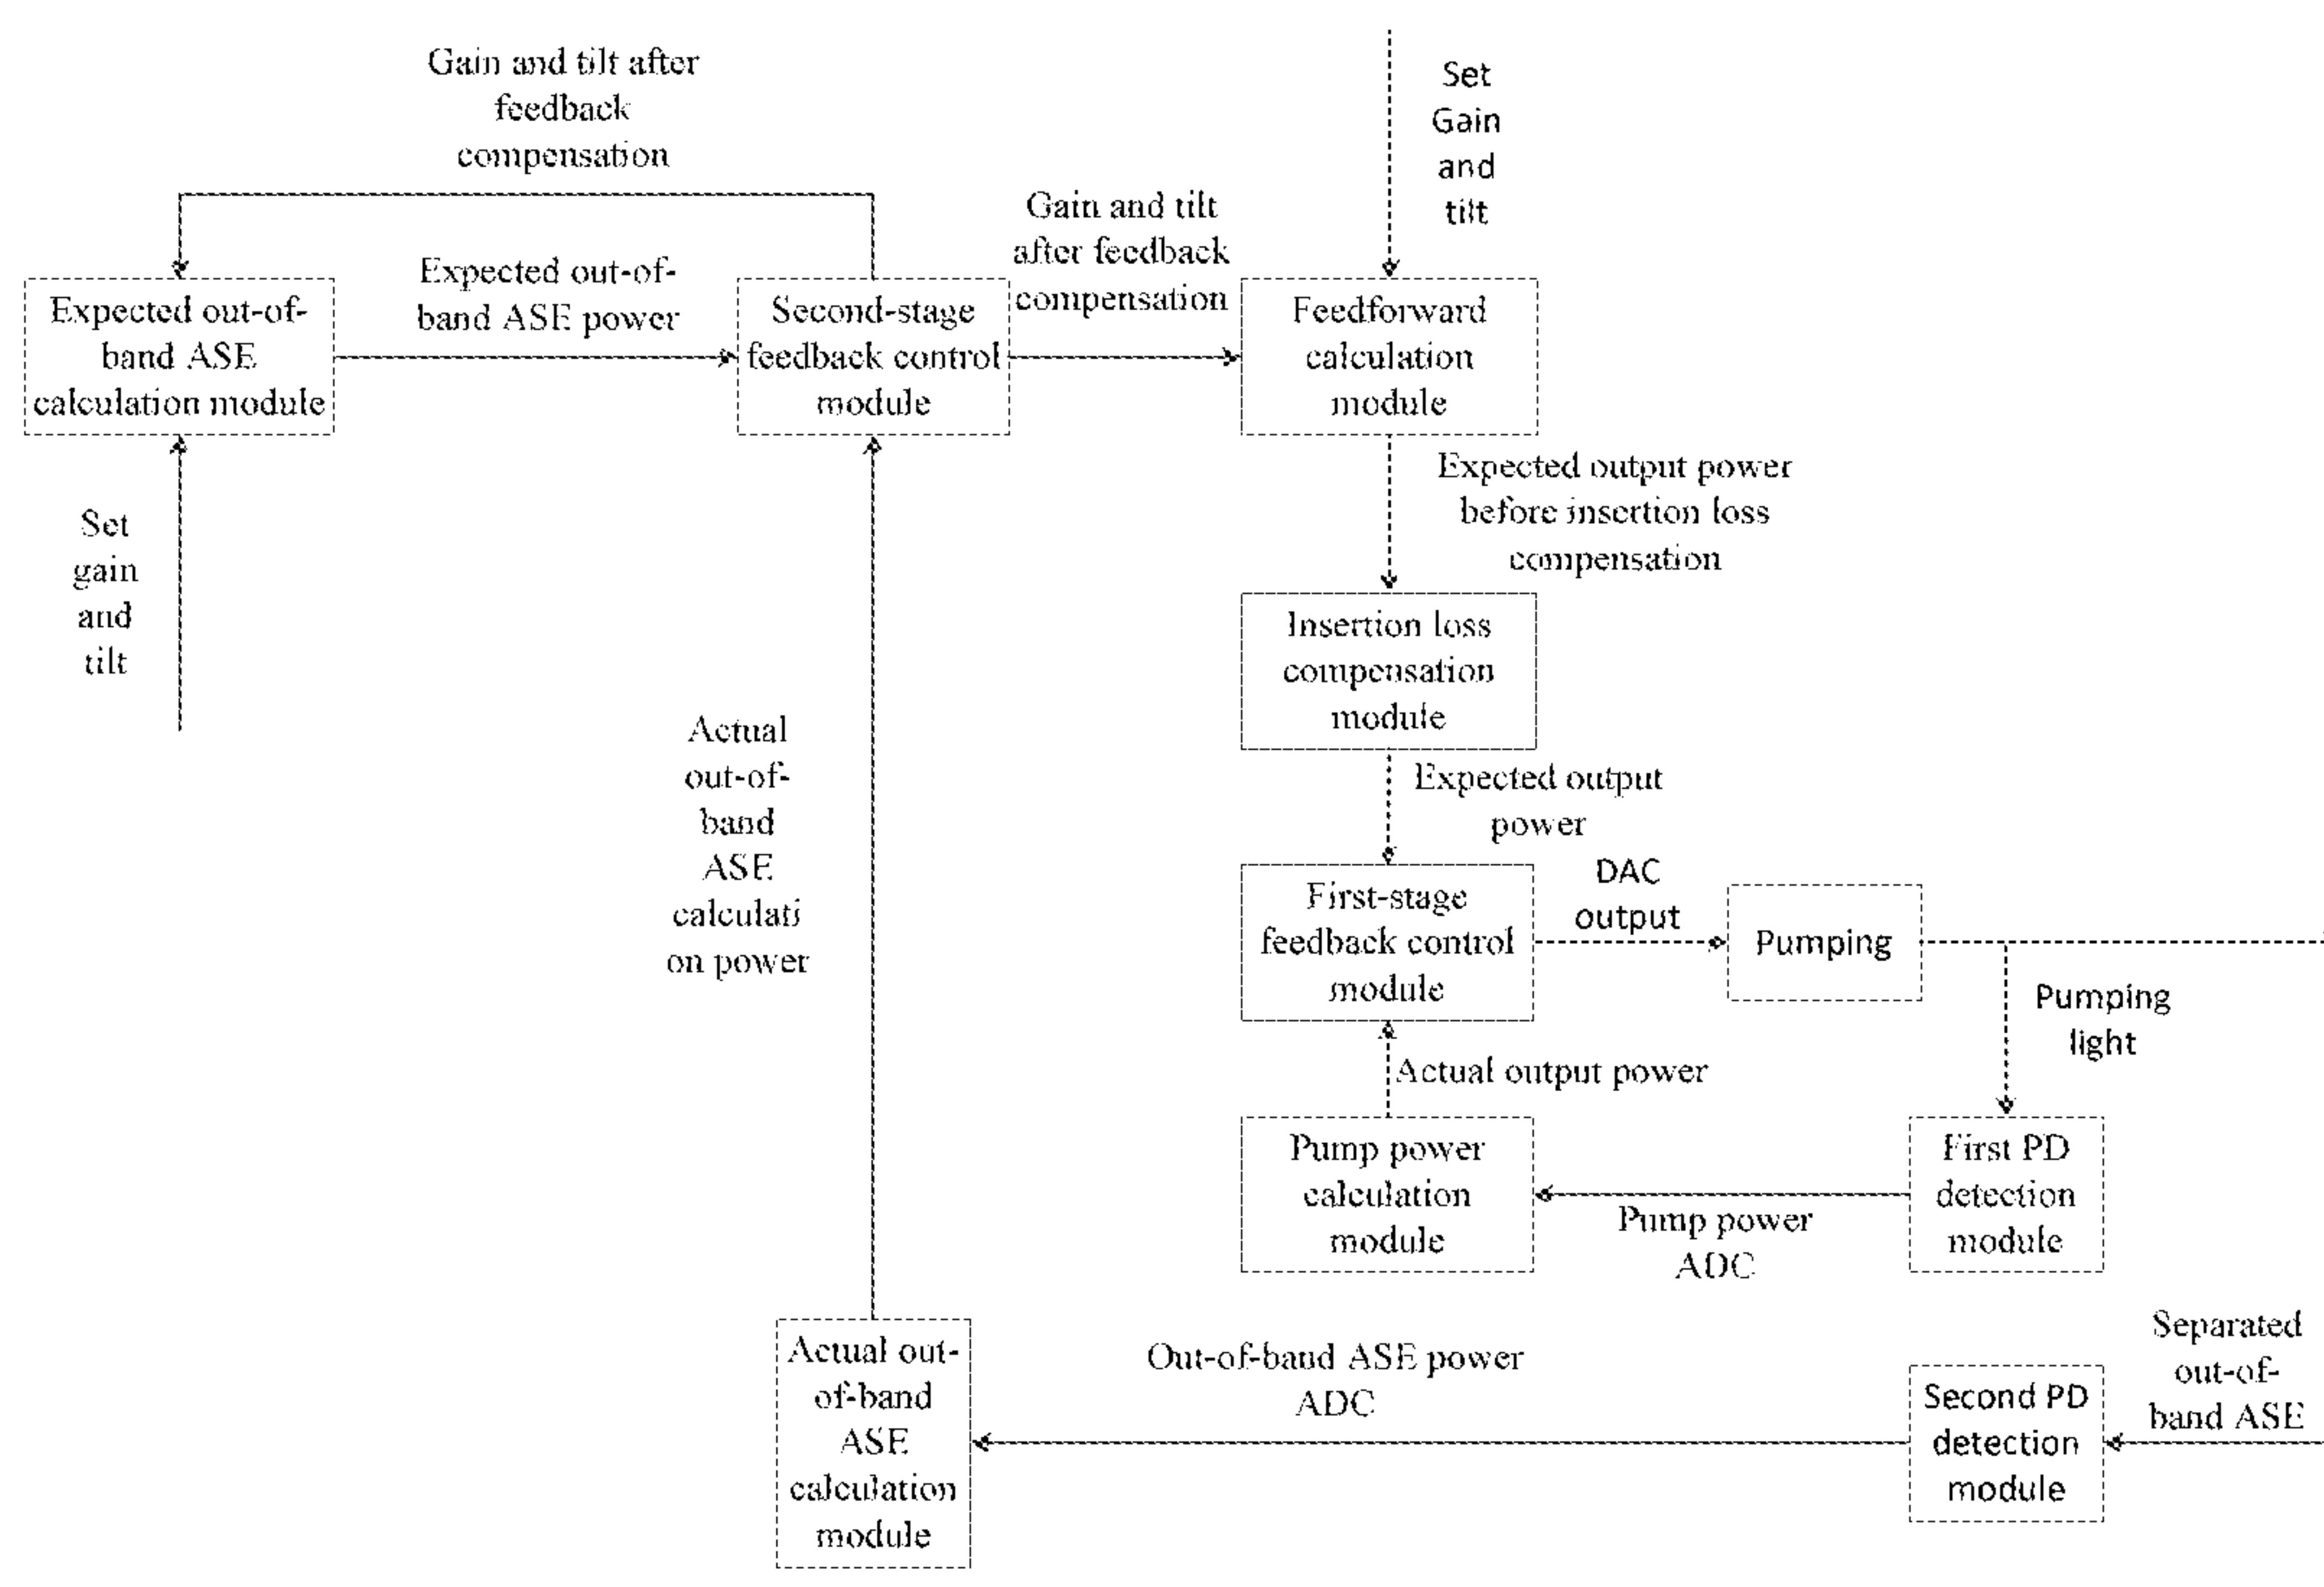 Gain and tilt after
feedback
compensation
Set
Gain
and
tilt
Gain and tilt
after feedback
compensation
Expected out-of-
band ASE power
Expected out-of-
band ASE
calculation module
Second-stage
feedback control
module
Feedforward
calculation
module
Expected output power
before insertion loss
compensation
Set
gain
and
tilt
Insertion loss
compensation
module
Actual
out-of-
band
ASE
calculati
on power
Expected output
power
First-stage
feedback control
module
DAC
output
Pumping
Pumping
light
Actual output power
Pump power
calculation
module
First PD
detection
module
Pump power
ADC
Separated
out-of-
band ASE
Actual out-
of-band
ASE
calculation
module
Out-of-band ASE power
ADC
Second PD
detection
module